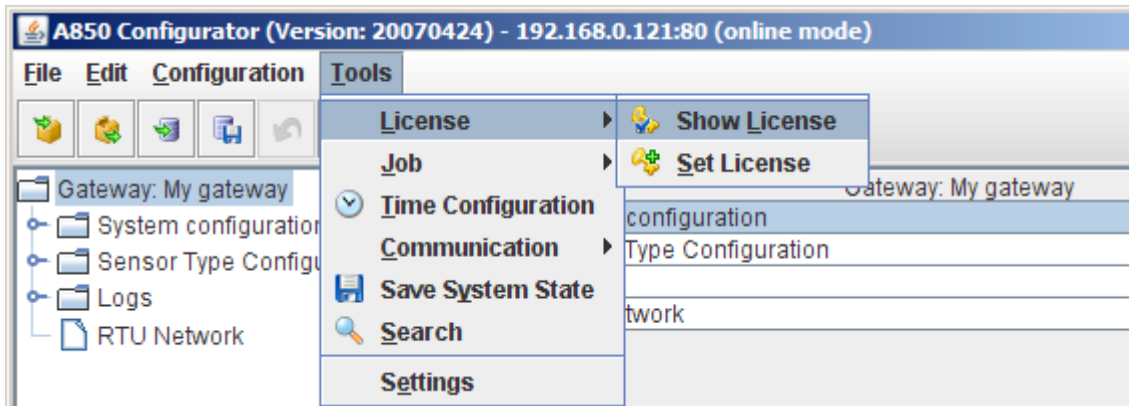 A850 Configurator (Version: 20070424) - 192.168.0.121:80 (online mode)
File Edit Configuration Tools
License
Show License
Job
Set License
Time Configuration
Communication
Save System State
Search
Settings
Gateway: My gateway
System configuration
Sensor Type Configu
Logs
RTU Network
Gateway: My gateway
configuration
Type Configuration
twork